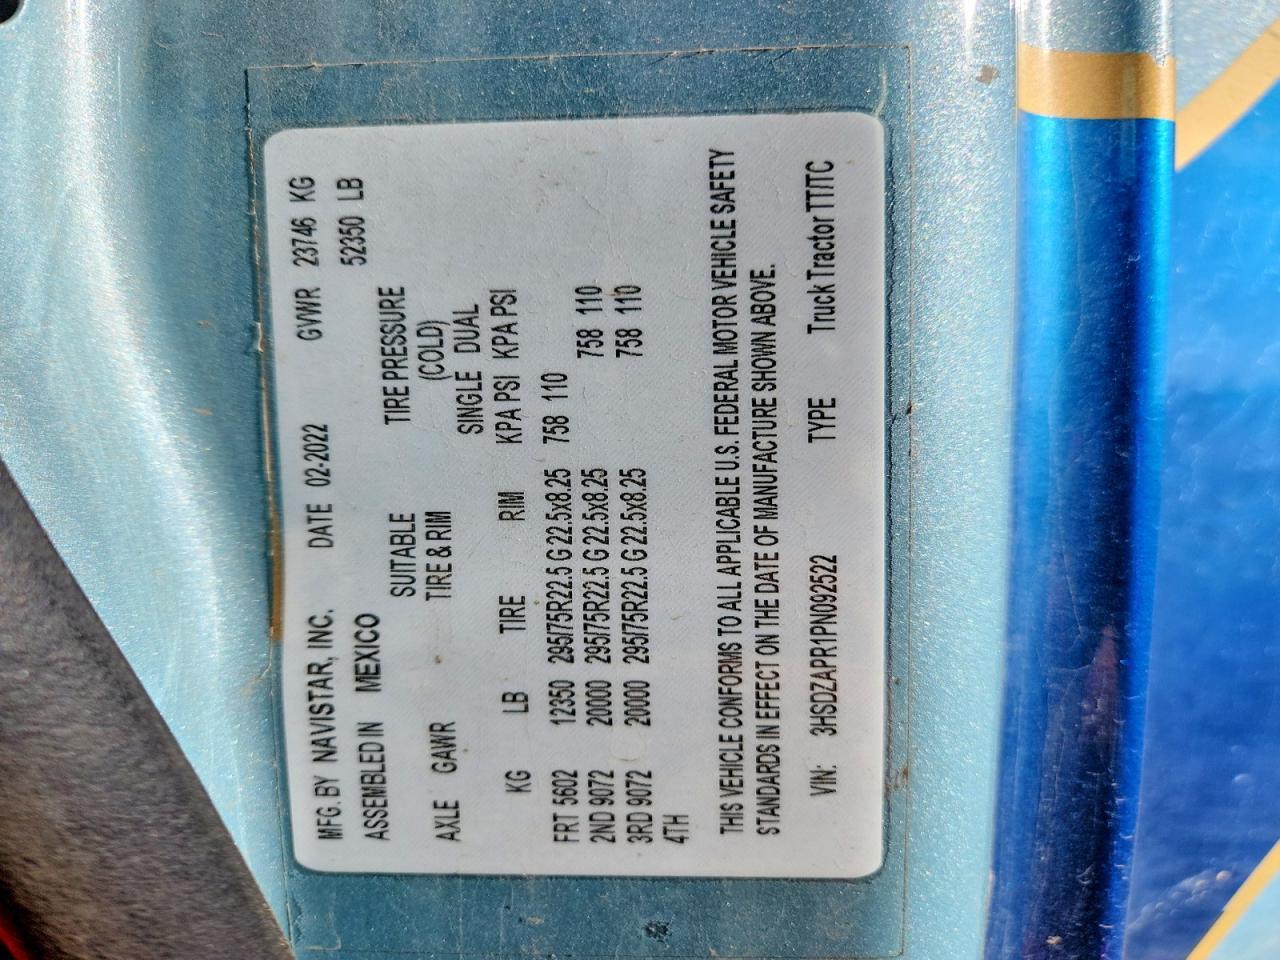 MFG. BY NAVISTAR, INC. DATE 02-2022 GVWR 23746 KG
ASSEMBLED IN MEXICO 52350 LB
SUITABLE TIRE PRESSURE
AXLE GAWR TIRE & RIM (COLD)
SINGLE DUAL
KG LB TIRE RIM KPA PSI KPA PSI
FRT 5602 12350 295/75R22.5 G 22.5x8.25 758 110
2ND 9072 20000 295/75R22.5 G 22.5x8.25 758 110
3RD 9072 20000 295/75R22.5 G 22.5x8.25 758 110
4TH
THIS VEHICLE CONFORMS TO ALL APPLICABLE U.S. FEDERAL MOTOR VEHICLE SAFETY
STANDARDS IN EFFECT ON THE DATE OF MANUFACTURE SHOWN ABOVE.
VIN: 3HSDZAPR1PN092522 TYPE Truck Tractor TT/TC